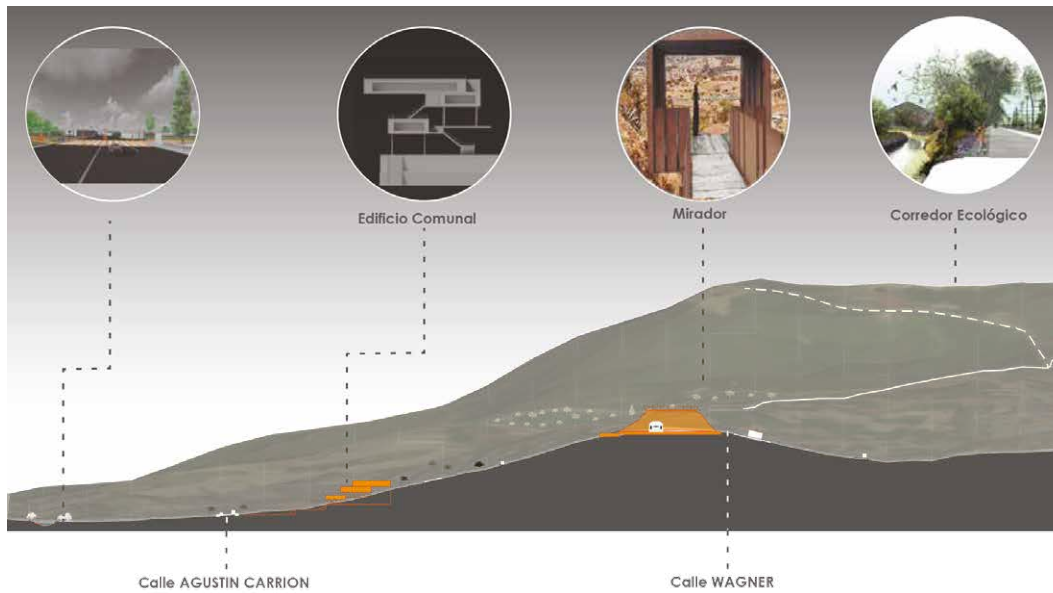 Edificio Comunal
Mirador
Corredor Ecológico
Calle AGUSTIN CARRION
Calle WAGNER